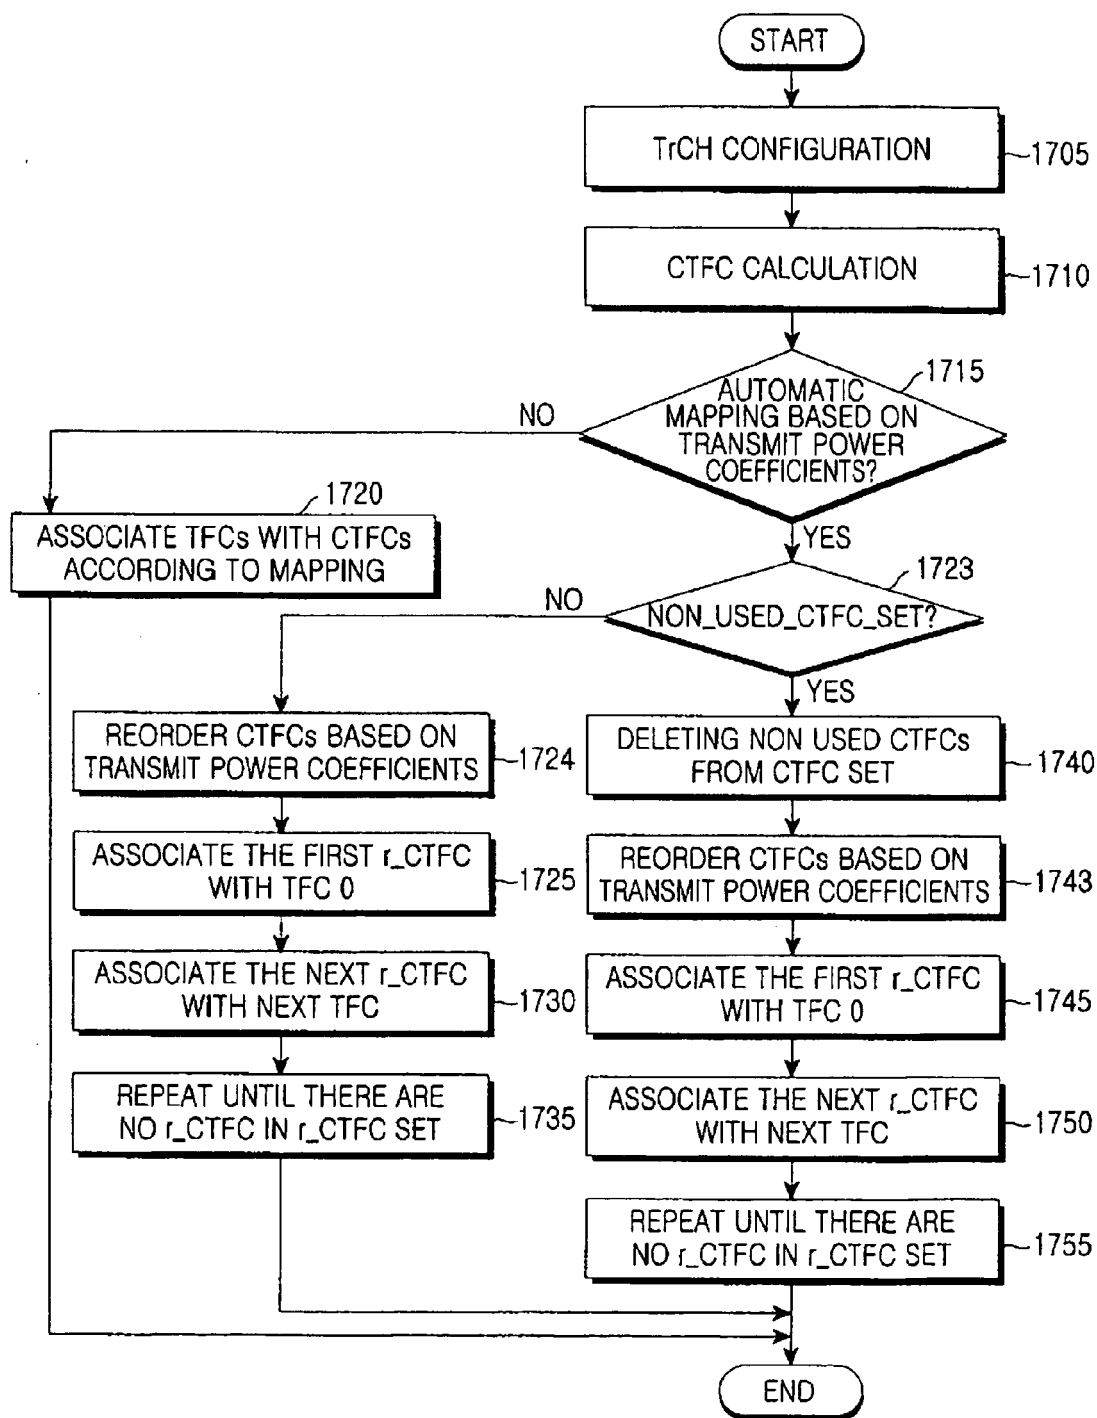 START
TrCH CONFIGURATION
1705
CTFC CALCULATION
1710
1715
AUTOMATIC
MAPPING BASED ON
TRANSMIT POWER
COEFFICIENTS?
NO
YES
1720
ASSOCIATE TFCs WITH CTFCs
ACCORDING TO MAPPING
1723
NON_USED_CTFC_SET?
NO
YES
REORDER CTFCs BASED ON
TRANSMIT POWER COEFFICIENTS
1724
DELETING NON USED CTFCs
FROM CTFC SET
1740
ASSOCIATE THE FIRST r_CTFC
WITH TFC 0
1725
REORDER CTFCs BASED ON
TRANSMIT POWER COEFFICIENTS
1743
ASSOCIATE THE NEXT r_CTFC
WITH NEXT TFC
1730
ASSOCIATE THE FIRST r_CTFC
WITH TFC 0
1745
REPEAT UNTIL THERE ARE
NO r_CTFC IN r_CTFC SET
1735
ASSOCIATE THE NEXT r_CTFC
WITH NEXT TFC
1750
REPEAT UNTIL THERE ARE
NO r_CTFC IN r_CTFC SET
1755
END